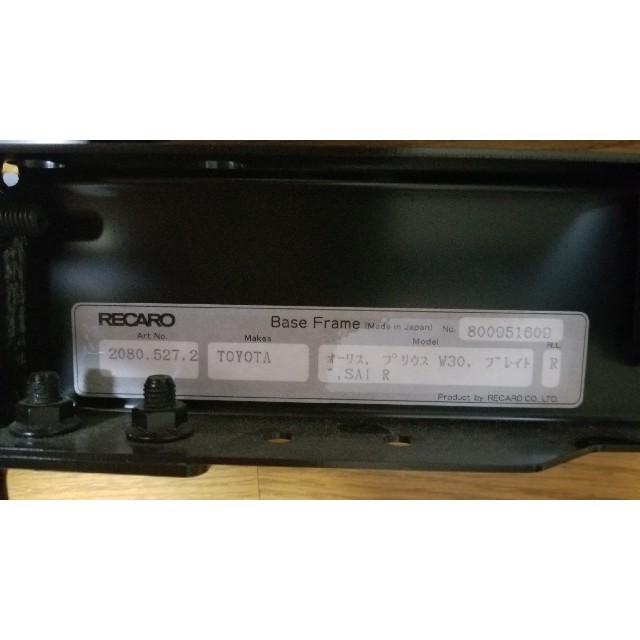 RECARO Base Frame (Made in Japan) No. 800951609
Art No. Makes Model R,L
2080.527.2 TOYOTA オーリス, プリウス W30, ブレイド R
",SAI R
Product by RECARO CO., LTD.